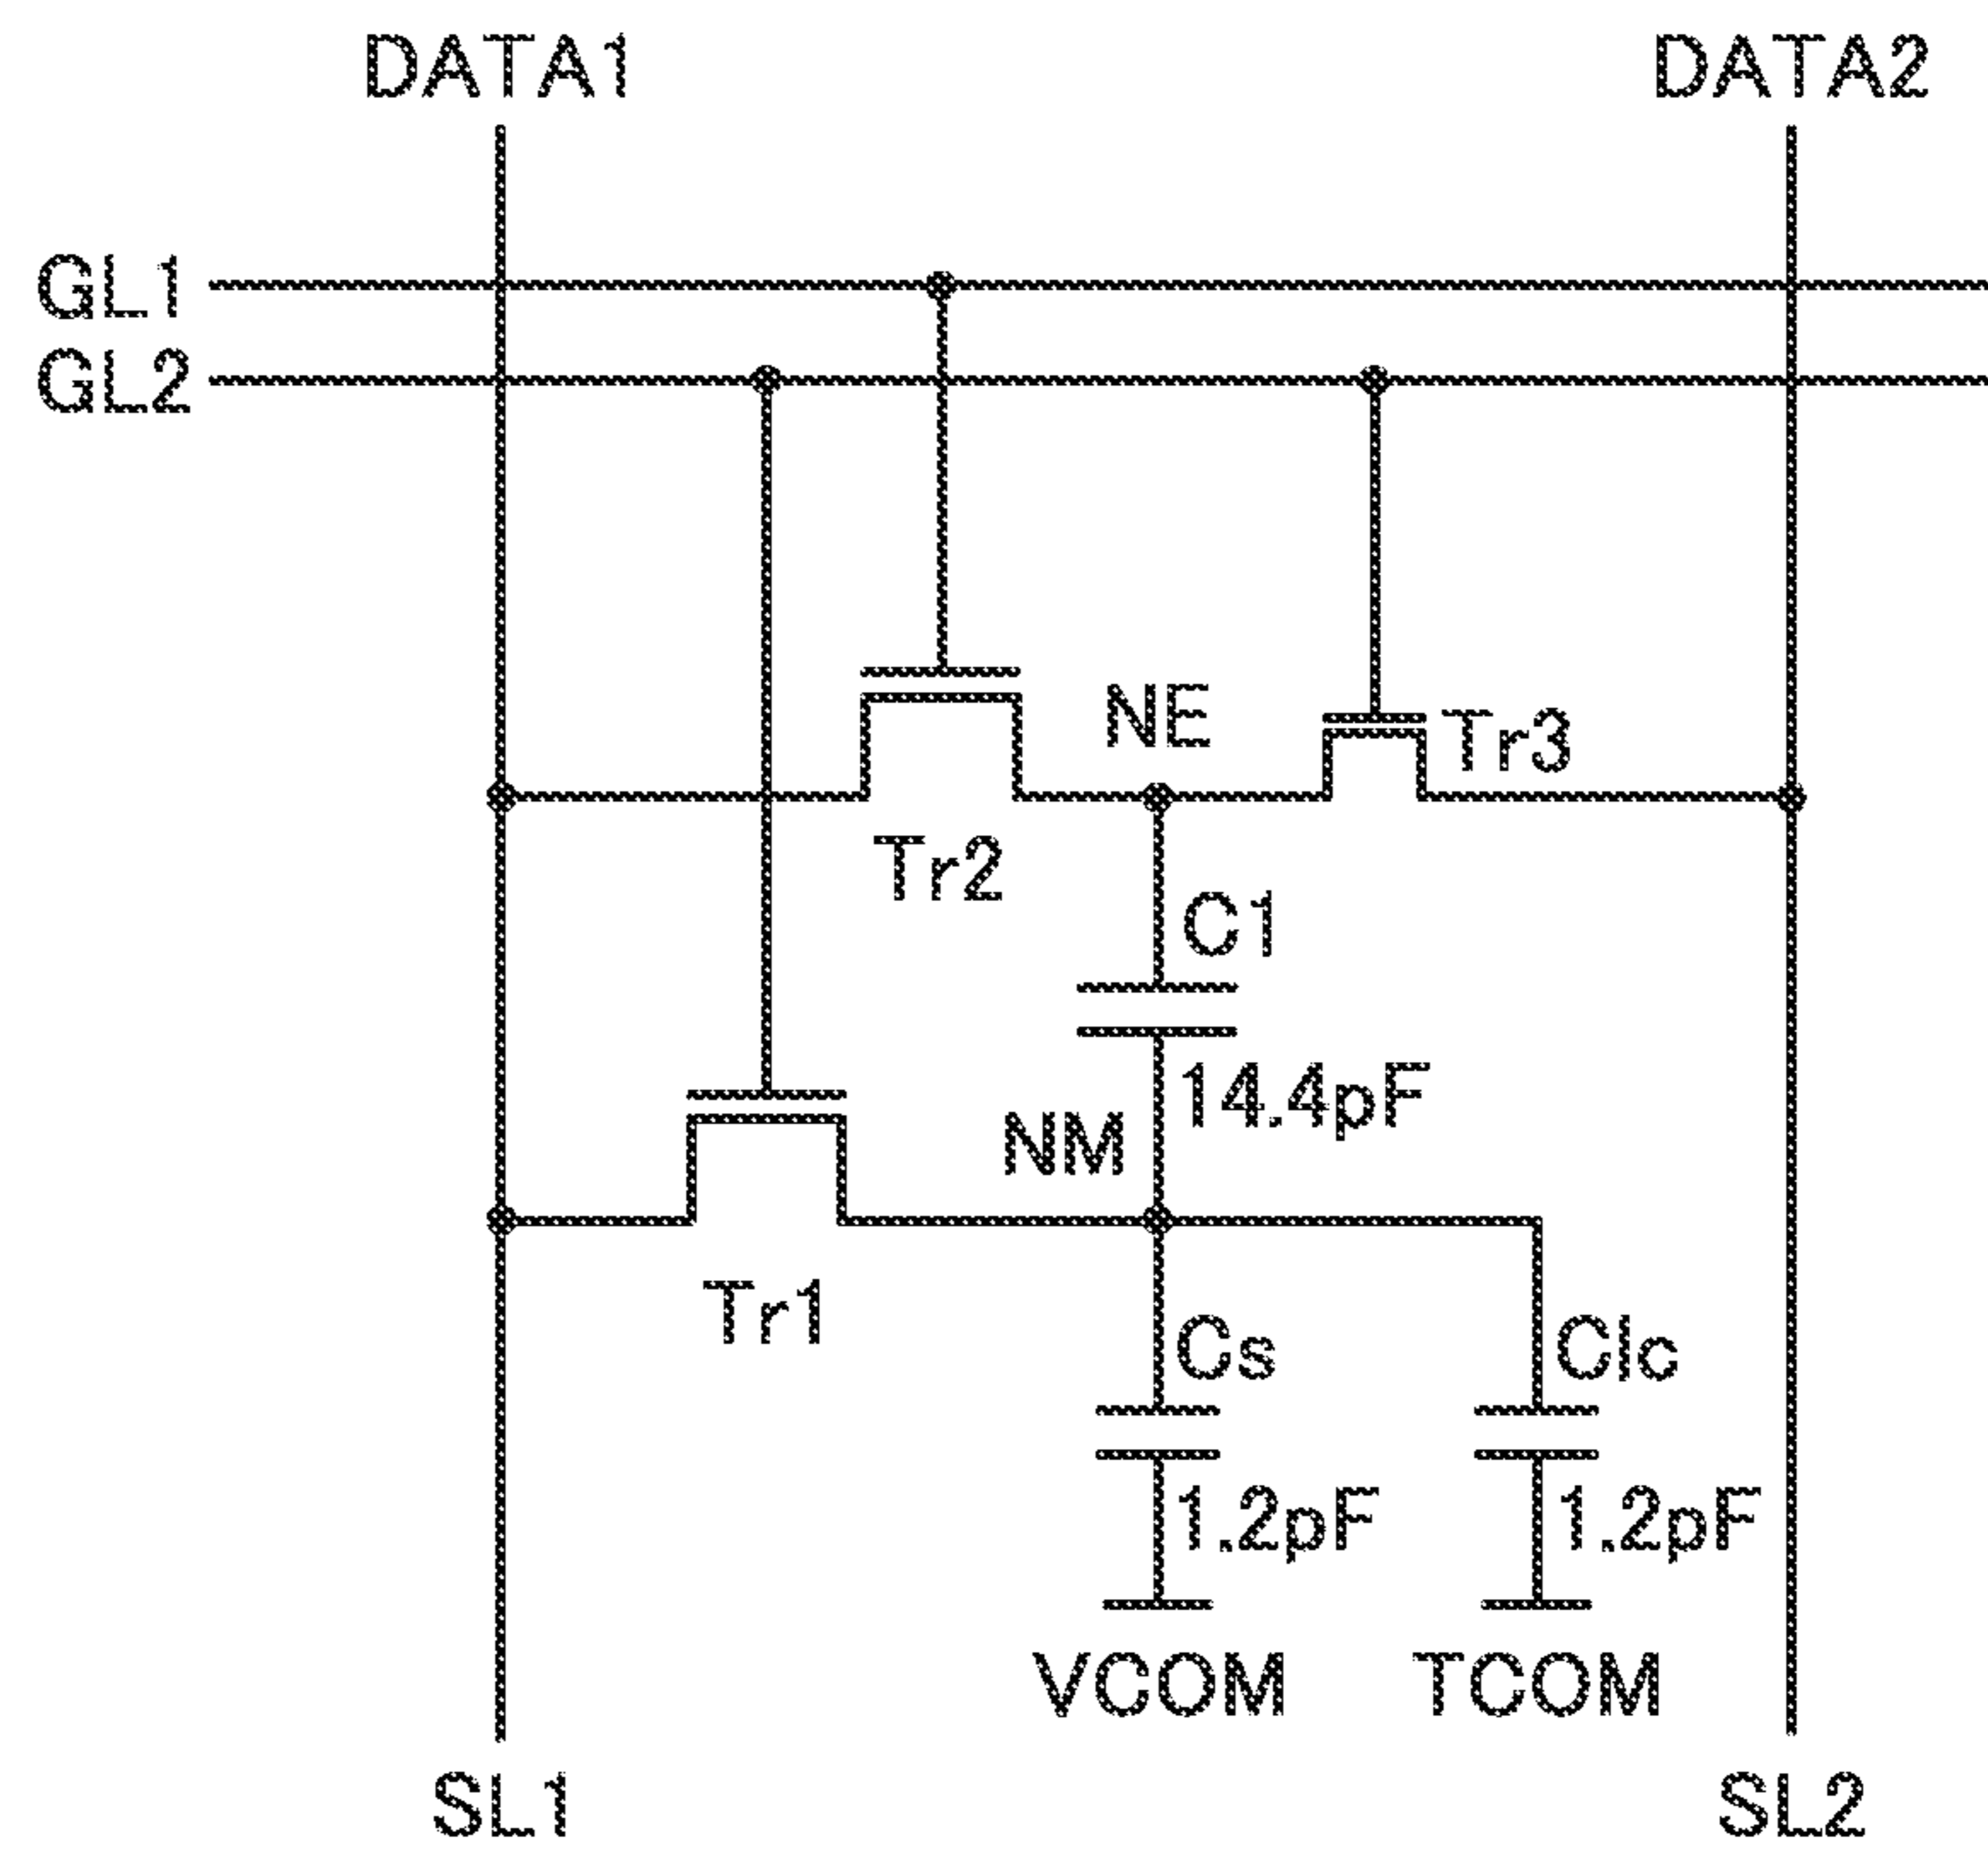 DATA1
DATA2
GL1
GL2
NE
Tr3
Tr2
C1
14.4pF
NM
Tr1
Cs
Clc
1.2pF
1.2pF
VCOM
TCOM
SL1
SL2